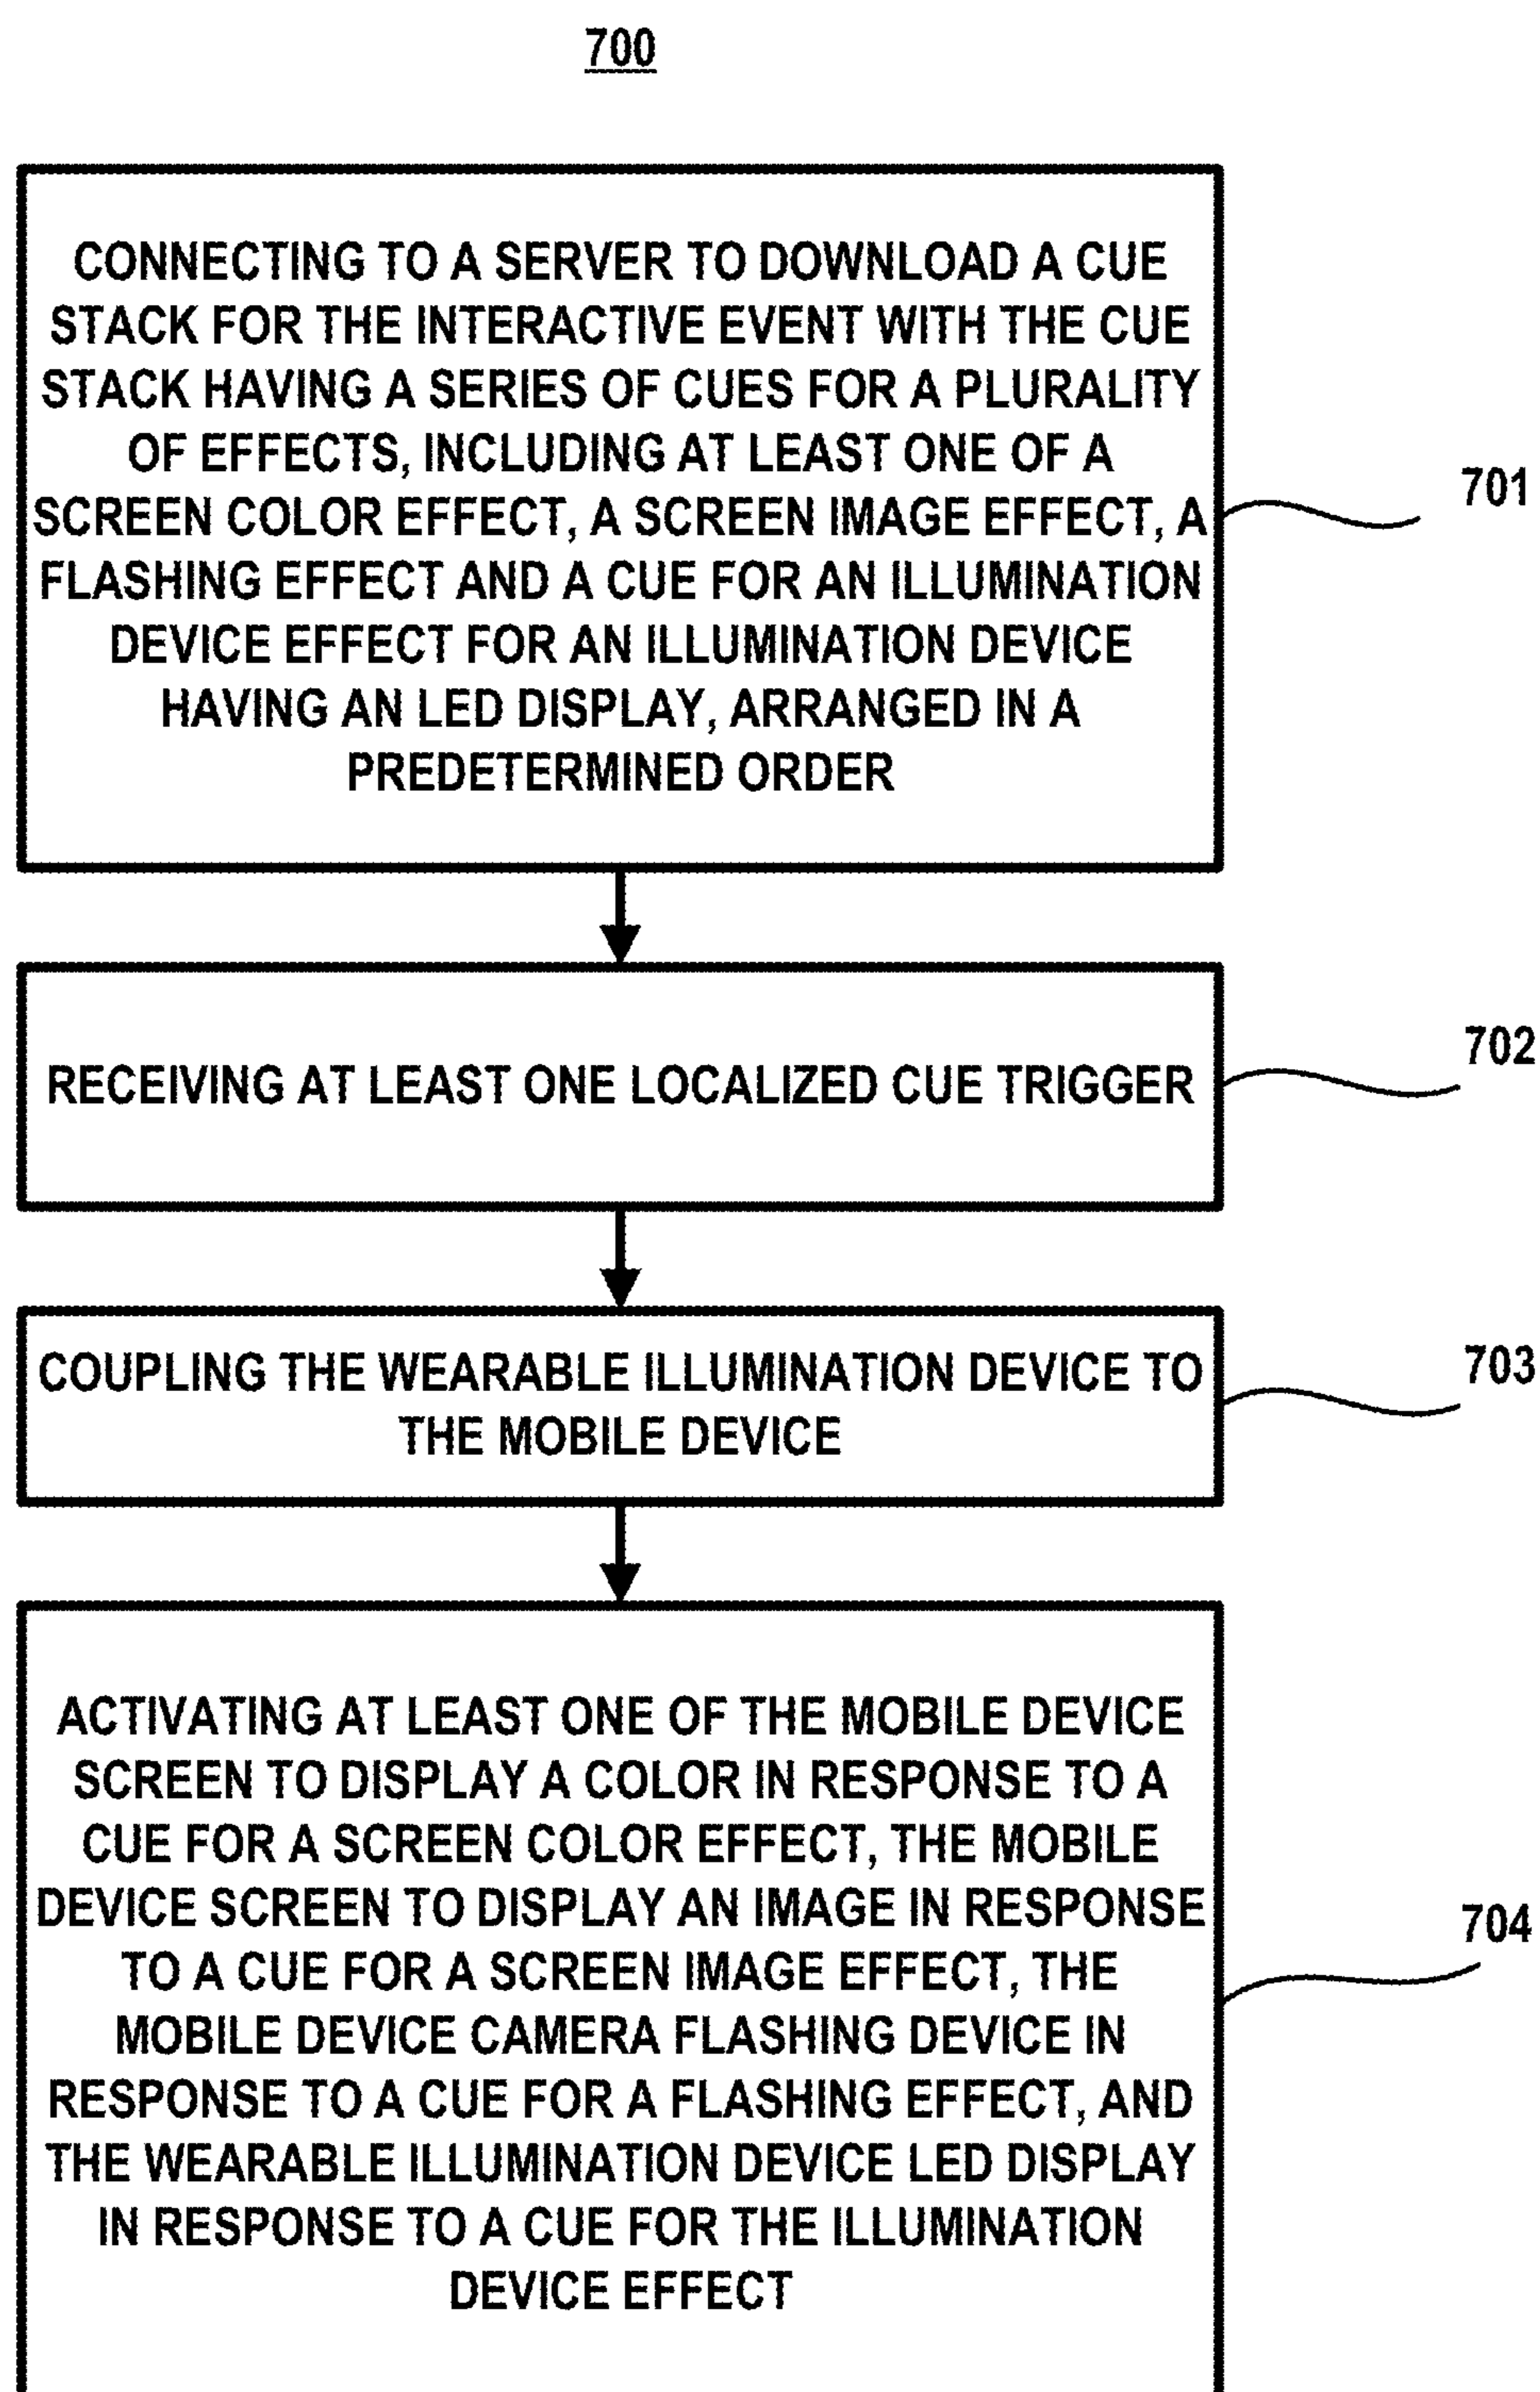 700
CONNECTING TO A SERVER TO DOWNLOAD A CUE
STACK FOR THE INTERACTIVE EVENT WITH THE CUE
STACK HAVING A SERIES OF CUES FOR A PLURALITY
OF EFFECTS, INCLUDING AT LEAST ONE OF A
SCREEN COLOR EFFECT, A SCREEN IMAGE EFFECT, A
FLASHING EFFECT AND A CUE FOR AN ILLUMINATION
DEVICE EFFECT FOR AN ILLUMINATION DEVICE
HAVING AN LED DISPLAY, ARRANGED IN A
PREDETERMINED ORDER
701
RECEIVING AT LEAST ONE LOCALIZED CUE TRIGGER
702
COUPLING THE WEARABLE ILLUMINATION DEVICE TO
THE MOBILE DEVICE
703
ACTIVATING AT LEAST ONE OF THE MOBILE DEVICE
SCREEN TO DISPLAY A COLOR IN RESPONSE TO A
CUE FOR A SCREEN COLOR EFFECT, THE MOBILE
DEVICE SCREEN TO DISPLAY AN IMAGE IN RESPONSE
TO A CUE FOR A SCREEN IMAGE EFFECT, THE
MOBILE DEVICE CAMERA FLASHING DEVICE IN
RESPONSE TO A CUE FOR A FLASHING EFFECT, AND
THE WEARABLE ILLUMINATION DEVICE LED DISPLAY
IN RESPONSE TO A CUE FOR THE ILLUMINATION
DEVICE EFFECT
704